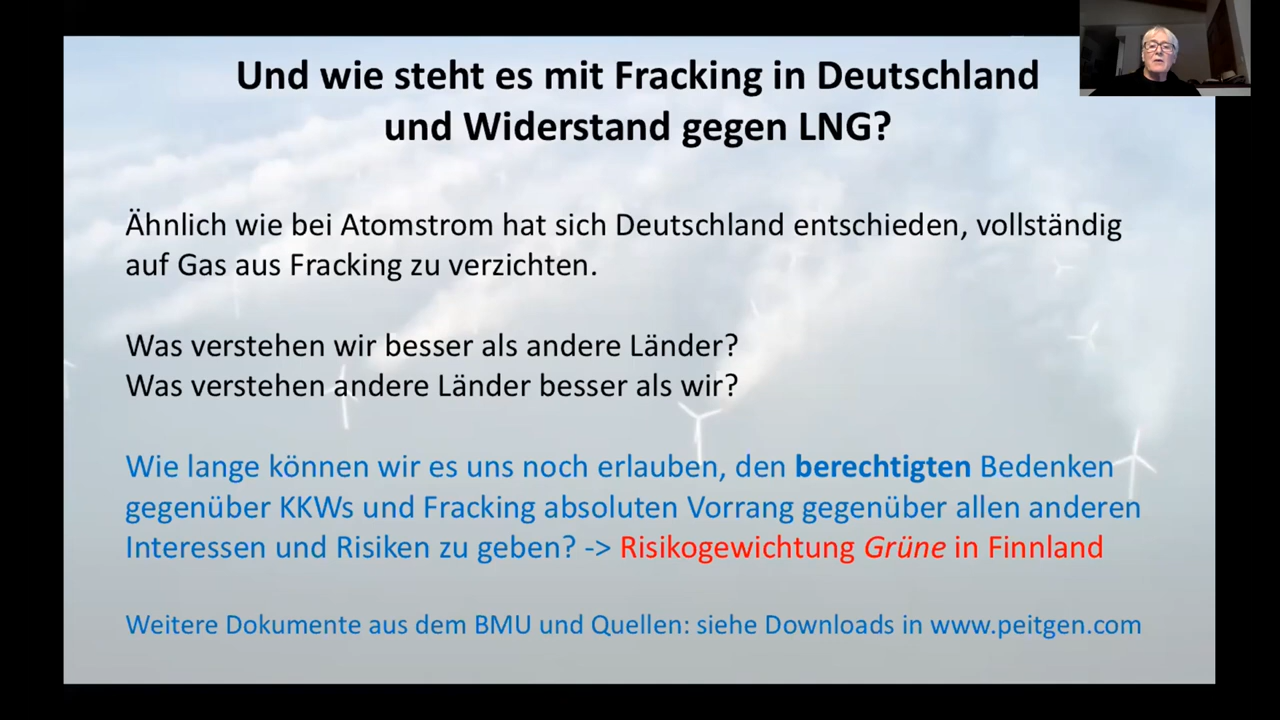 Und wie steht es mit Fracking in Deutschland
und Widerstand gegen LNG?
Ähnlich wie bei Atomstrom hat sich Deutschland entschieden, vollständig
auf Gas aus Fracking zu verzichten.
Was verstehen wir besser als andere Länder?
Was verstehen andere Länder besser als wir?
Wie lange können wir es uns noch erlauben, den berechtigten Bedenken
gegenüber KKWs und Fracking absoluten Vorrang gegenüber allen anderen
Interessen und Risiken zu geben? -> Risikogewichtung Grüne in Finnland
Weitere Dokumente aus dem BMU und Quellen: siehe Downloads in www.peitgen.com